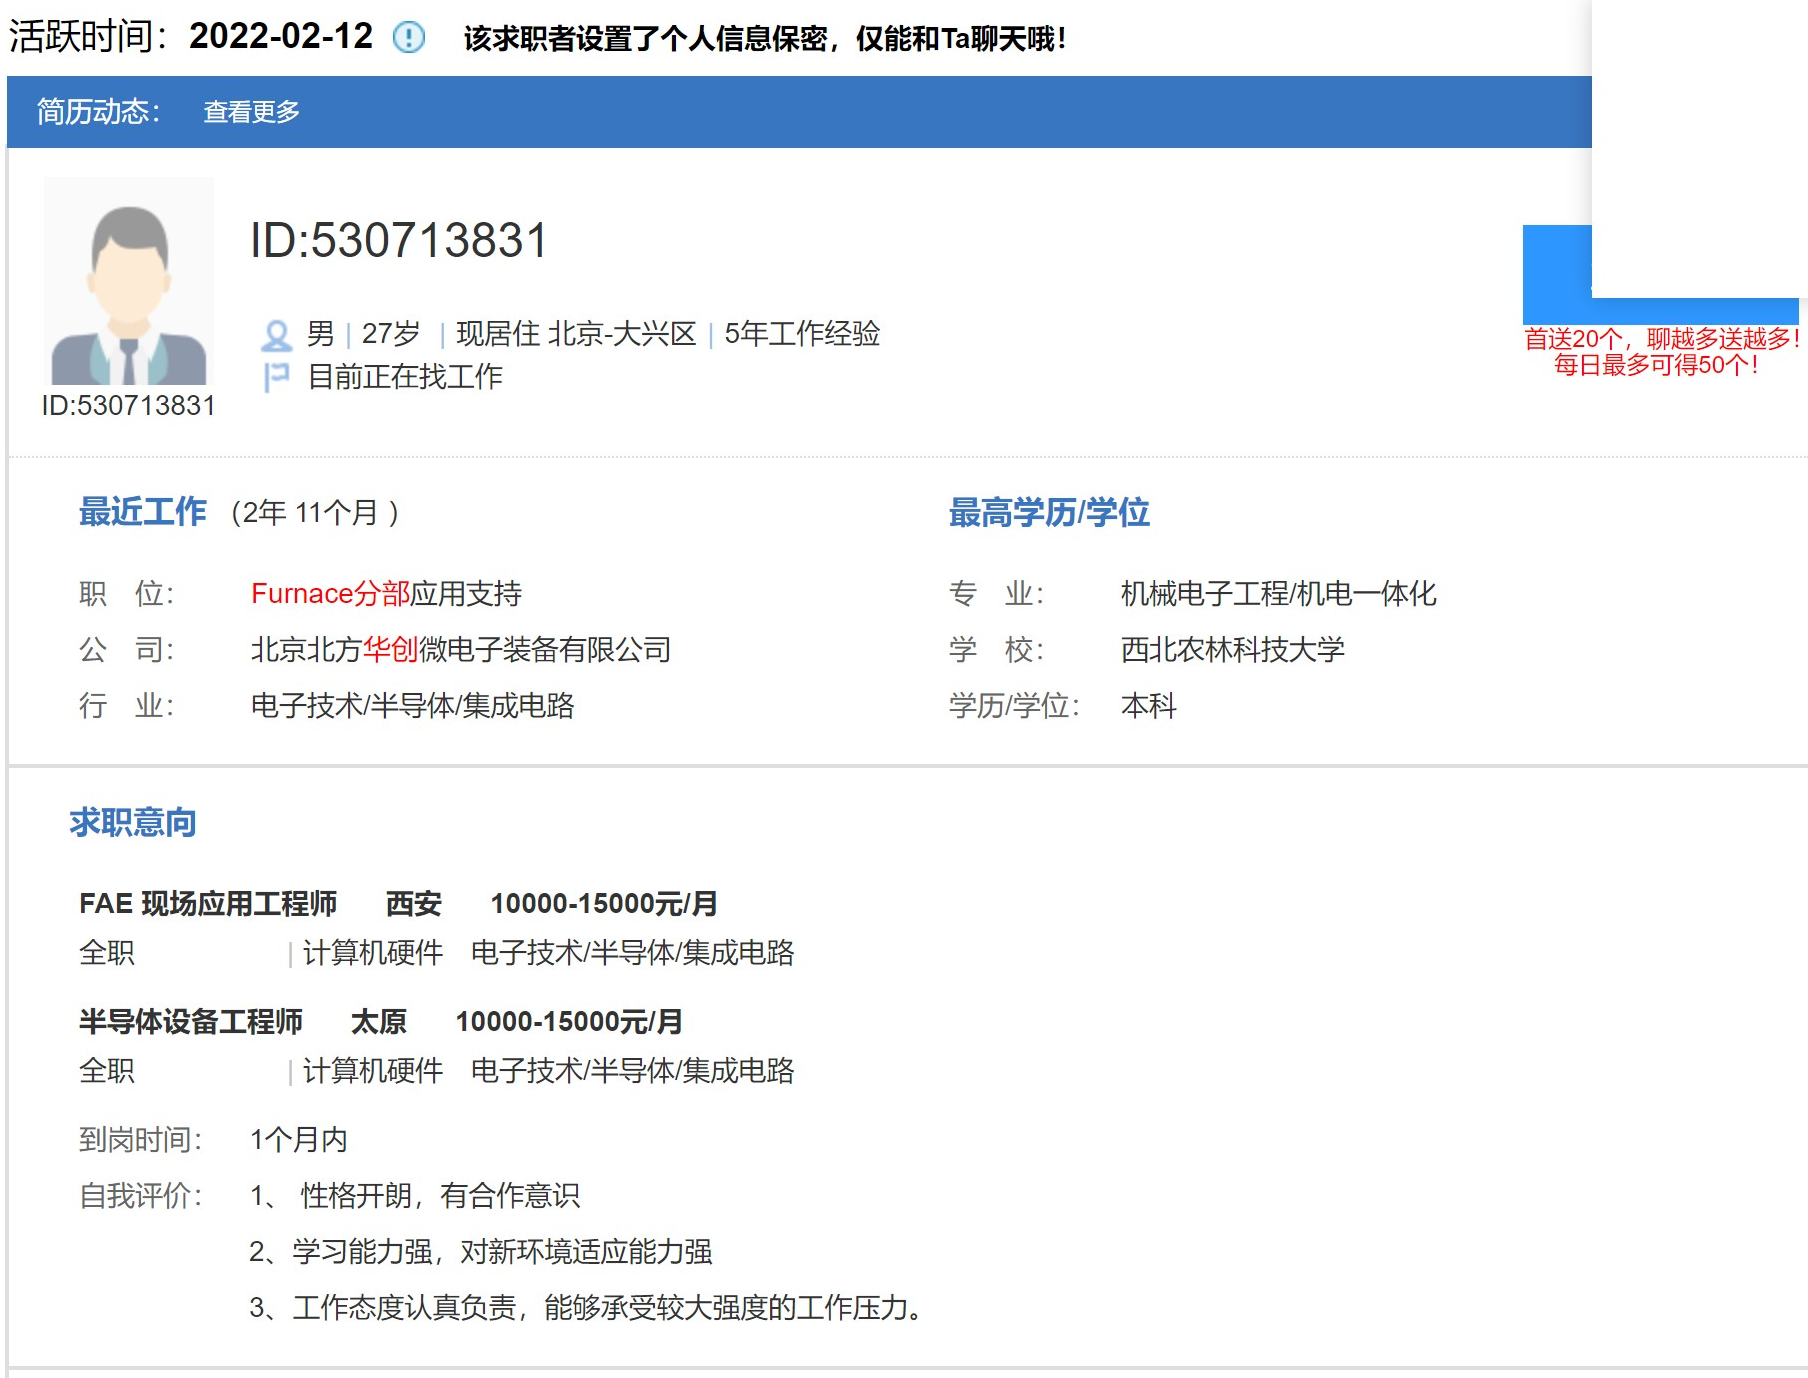 活跃时间：2022-02-12 该求职者设置了个人信息保密，仅能和Ta聊天哦！
简历动态： 查看更多
ID:530713831
男 | 27岁 | 现居住 北京-大兴区 | 5年工作经验
目前正在找工作
ID:530713831
首送20个，聊越多送越多！
每日最多可得50个！
最近工作 （2年 11个月 ）
职 位： Furnace分部应用支持
公 司： 北京北方华创微电子装备有限公司
行 业： 电子技术/半导体/集成电路
最高学历/学位
专 业： 机械电子工程/机电一体化
学 校： 西北农林科技大学
学历/学位： 本科
求职意向
FAE 现场应用工程师 西安 10000-15000元/月
全职 | 计算机硬件 电子技术/半导体/集成电路
半导体设备工程师 太原 10000-15000元/月
全职 | 计算机硬件 电子技术/半导体/集成电路
到岗时间： 1个月内
自我评价： 1、 性格开朗，有合作意识
2、学习能力强，对新环境适应能力强
3、工作态度认真负责，能够承受较大强度的工作压力。